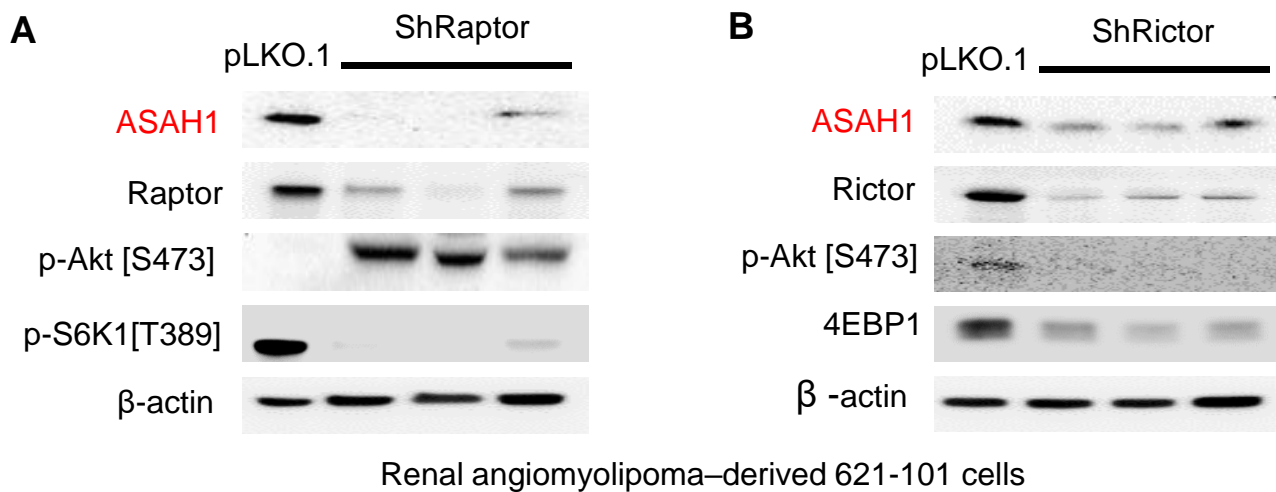 A
ShRaptor
pLKO.1
ASAH1
Raptor
p-Akt [S473]
p-S6K1[T389]
β-actin
B
ShRictor
pLKO.1
ASAH1
Rictor
p-Akt [S473]
4EBP1
β -actin
Renal angiomyolipoma–derived 621-101 cells